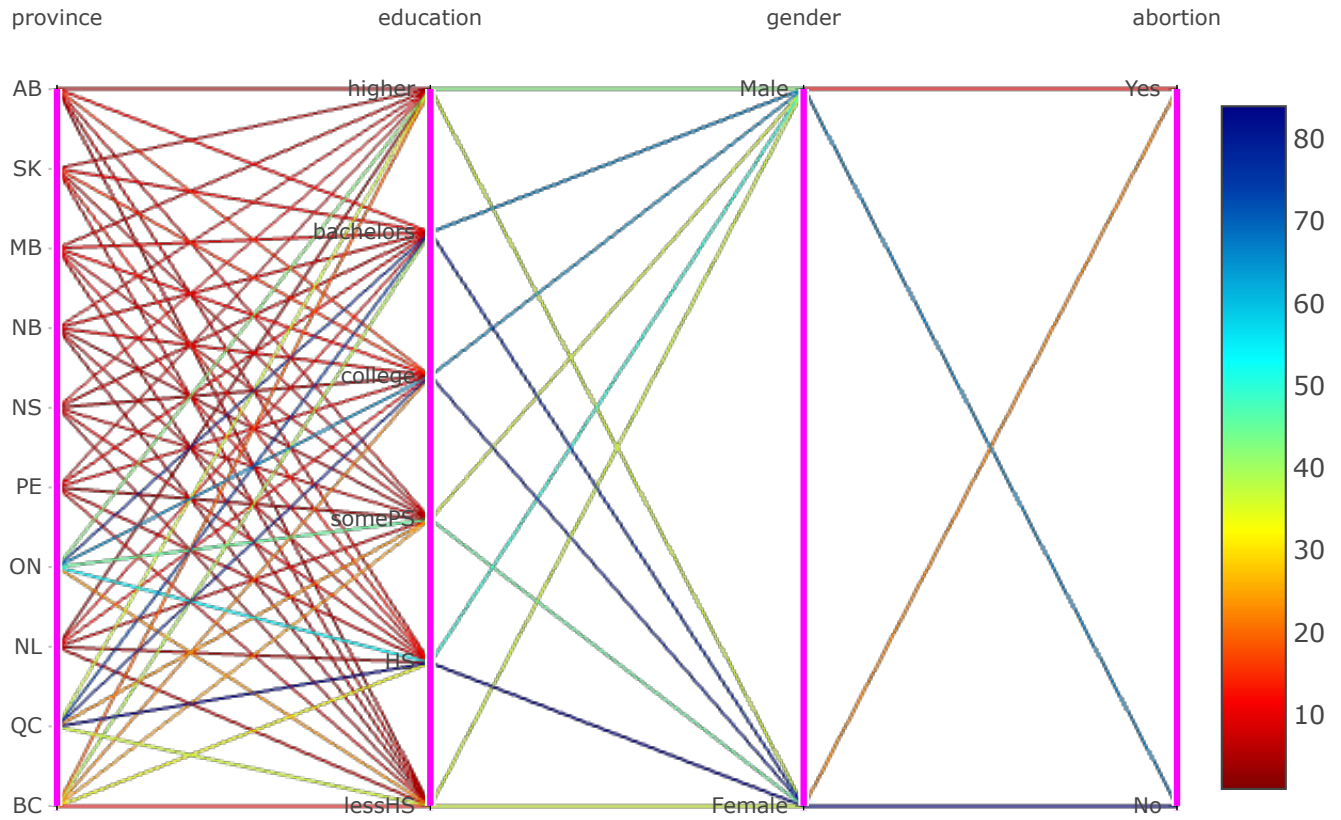 province education gender abortion
AB higher Male Yes
80
SK
70
bachelors
MB
60
NB
50
college
NS
40
PE
somePS
30
ON
20
NL
HS
10
QC
BC lessHS Female No